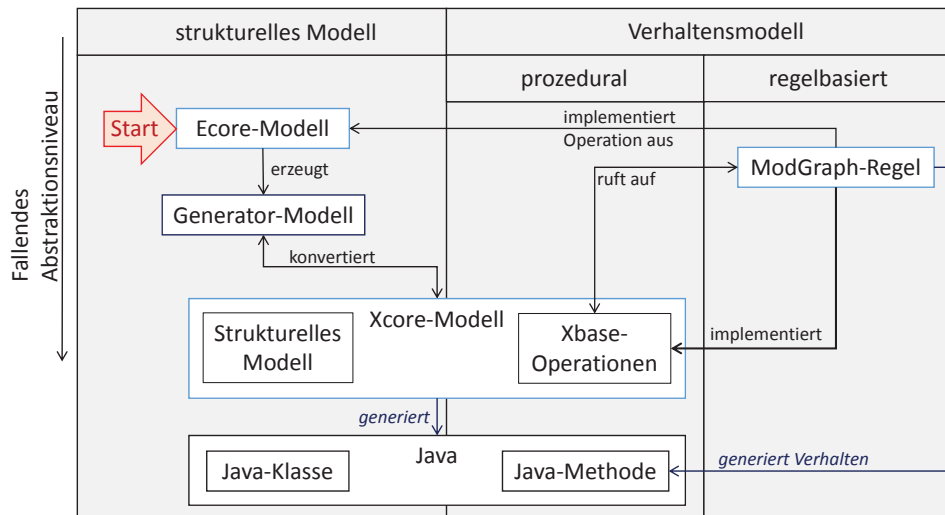 strukturelles Modell
Verhaltensmodell
prozedural
regelbasiert
Fallendes
Abstraktionsniveau
Start
Ecore-Modell
implementiert
Operation aus
erzeugt
ruft auf
ModGraph-Regel
Generator-Modell
konvertiert
Xcore-Modell
Strukturelles
Modell
Xbase-
Operationen
implementiert
generiert
Java
Java-Klasse
Java-Methode
generiert Verhalten